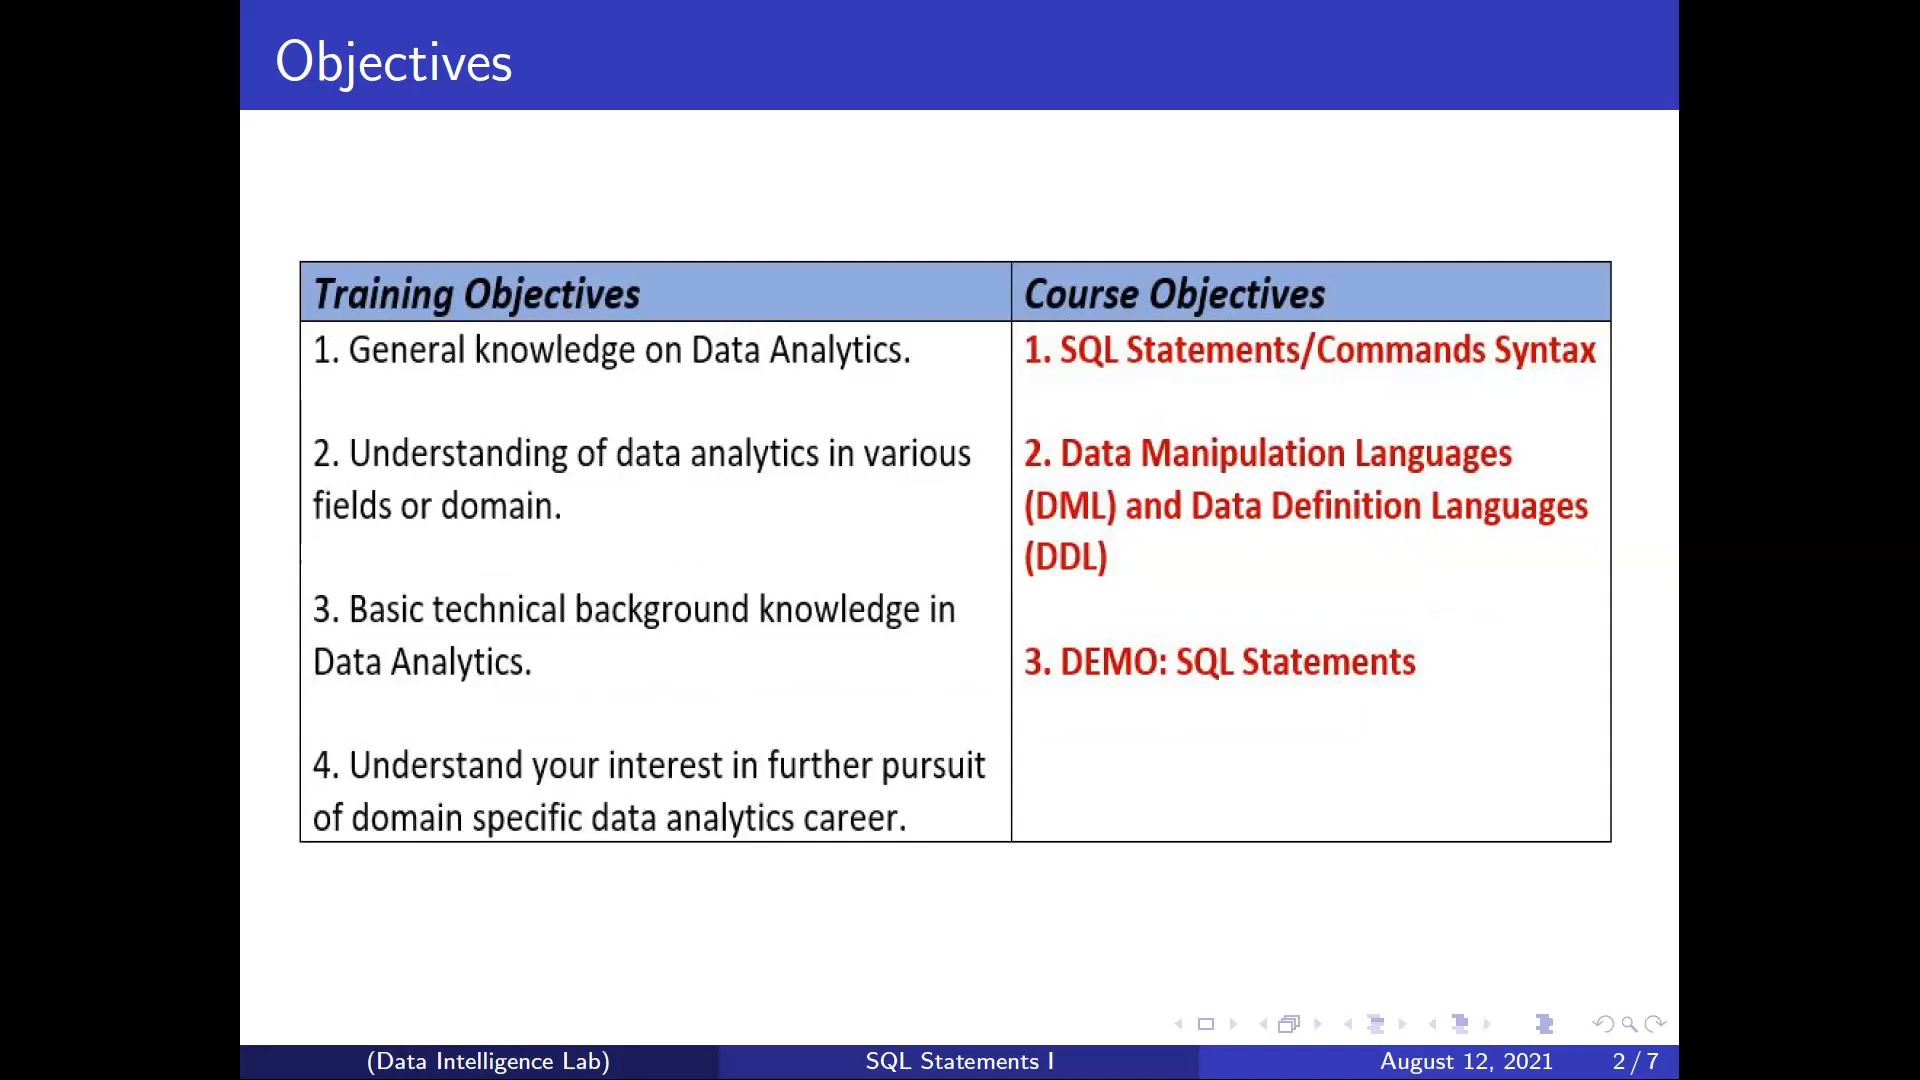 Objectives
Training Objectives
1. General knowledge on Data Analytics.
2. Understanding of data analytics in various
fields or domain.
3. Basic technical background knowledge in
Data Analytics.
4. Understand your interest in further pursuit
of domain specific data analytics career.
Course Objectives
1. SQL Statements/Commands Syntax
2. Data Manipulation Languages
(DML) and Data Definition Languages
(DDL)
3. DEMO: SQL Statements
(Data Intelligence Lab)
SQL Statements I
August 12, 2021
2 / 7